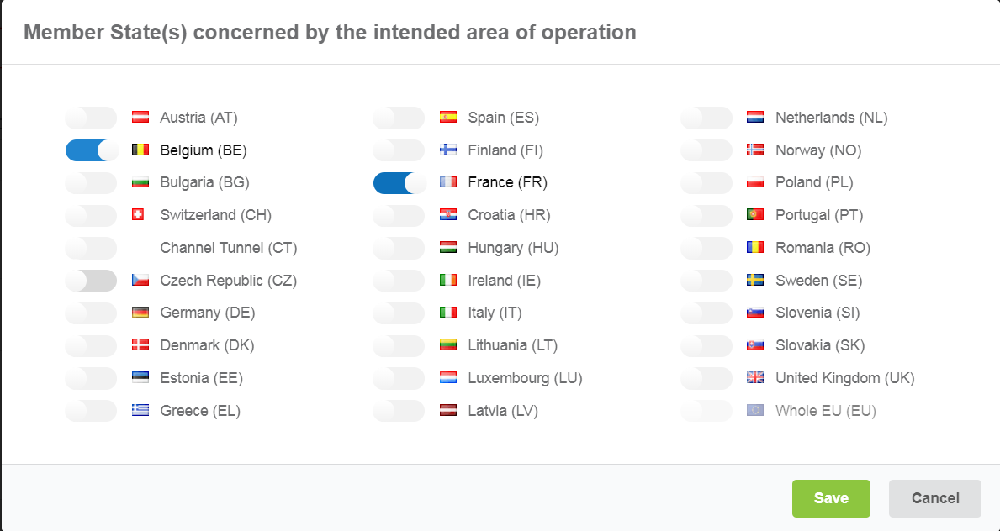 Member State(s) concerned by the intended area of operation
Austria (AT)
Belgium (BE)
Bulgaria (BG)
Switzerland (CH)
Channel Tunnel (CT)
Czech Republic (CZ)
Germany (DE)
Denmark (DK)
Estonia (EE)
Greece (EL)
Spain (ES)
Finland (FI)
France (FR)
Croatia (HR)
Hungary (HU)
Ireland (IE)
Italy (IT)
Lithuania (LT)
Luxembourg (LU)
Latvia (LV)
Netherlands (NL)
Norway (NO)
Poland (PL)
Portugal (PT)
Romania (RO)
Sweden (SE)
Slovenia (SI)
Slovakia (SK)
United Kingdom (UK)
Whole EU (EU)
Save
Cancel